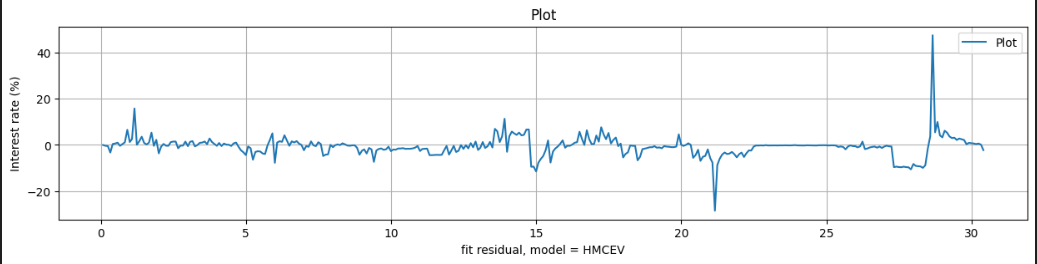 Plot
Plot
40
20
0
−20
Interest rate (%)
0 5 10 15 20 25 30
fit residual, model = HMCEV